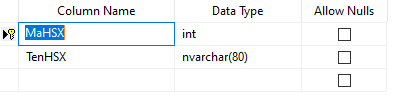 Column Name Data Type Allow Nulls
MaHSX int
TenHSX nvarchar(80)